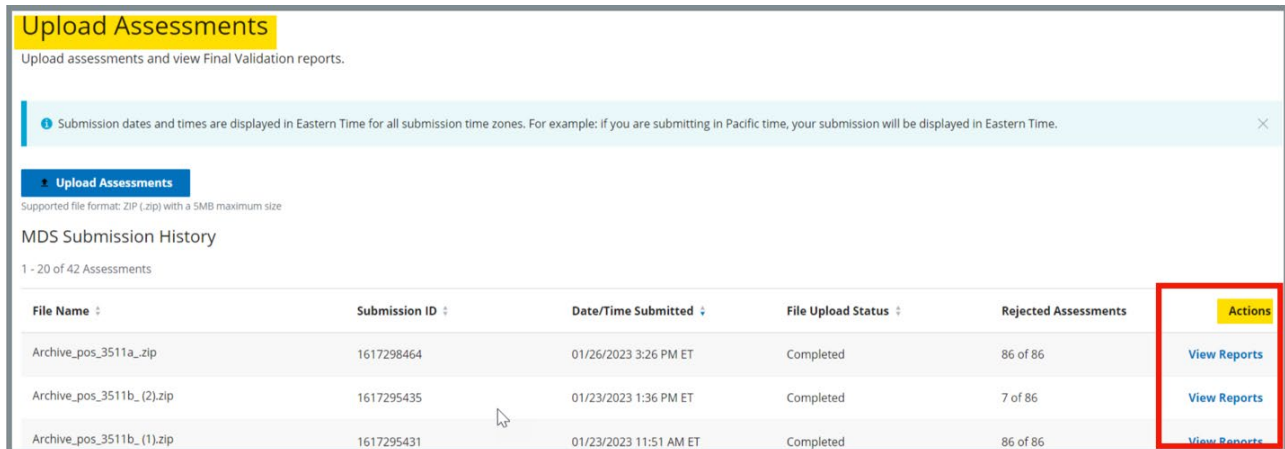 Upload Assessments
Upload assessments and view Final Validation reports.
Submission dates and times are displayed in Eastern Time for all submission time zones. For example: if you are submitting in Pacific time, your submission will be displayed in Eastern Time.
Upload Assessments
Supported file format: ZIP (.zip) with a 5MB maximum size
MDS Submission History
1 - 20 of 42 Assessments
File Name Submission ID Date/Time Submitted File Upload Status Rejected Assessments Actions
Archive_pos_3511a_.zip 1617298464 01/26/2023 3:26 PM ET Completed 86 of 86 View Reports
Archive_pos_3511b_ (2).zip 1617295435 01/23/2023 1:36 PM ET Completed 7 of 86 View Reports
Archive_pos_3511b_ (1).zip 1617295431 01/23/2023 11:51 AM ET Completed 86 of 86 View Reports